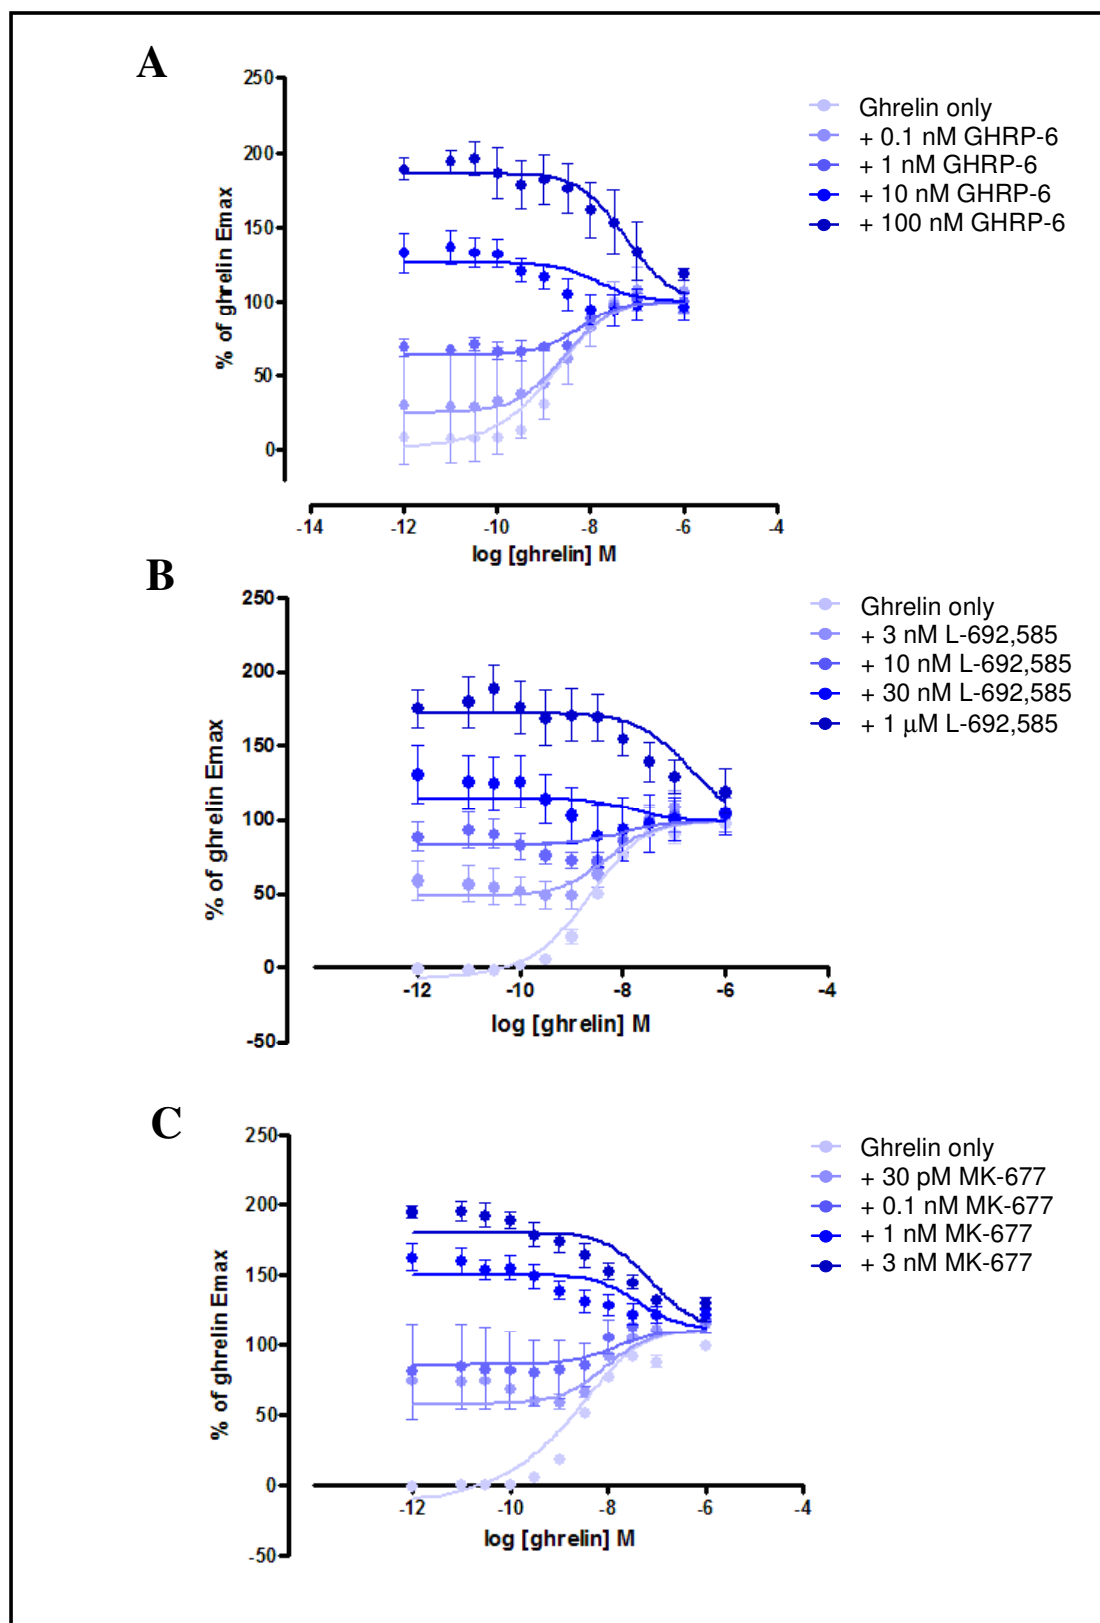 A
250
200
150
100
50
0
% of ghrelin Emax
-14
-12
-10
-8
-6
-4
log [ghrelin] M
Ghrelin only
+ 0.1 nM GHRP-6
+ 1 nM GHRP-6
+ 10 nM GHRP-6
+ 100 nM GHRP-6
B
250
200
150
100
50
0
-50
% of ghrelin Emax
-12
-10
-8
-6
-4
log [ghrelin] M
Ghrelin only
+ 3 nM L-692,585
+ 10 nM L-692,585
+ 30 nM L-692,585
+ 1 μM L-692,585
C
250
200
150
100
50
0
-50
% of ghrelin Emax
-12
-10
-8
-6
-4
log [ghrelin] M
Ghrelin only
+ 30 pM MK-677
+ 0.1 nM MK-677
+ 1 nM MK-677
+ 3 nM MK-677